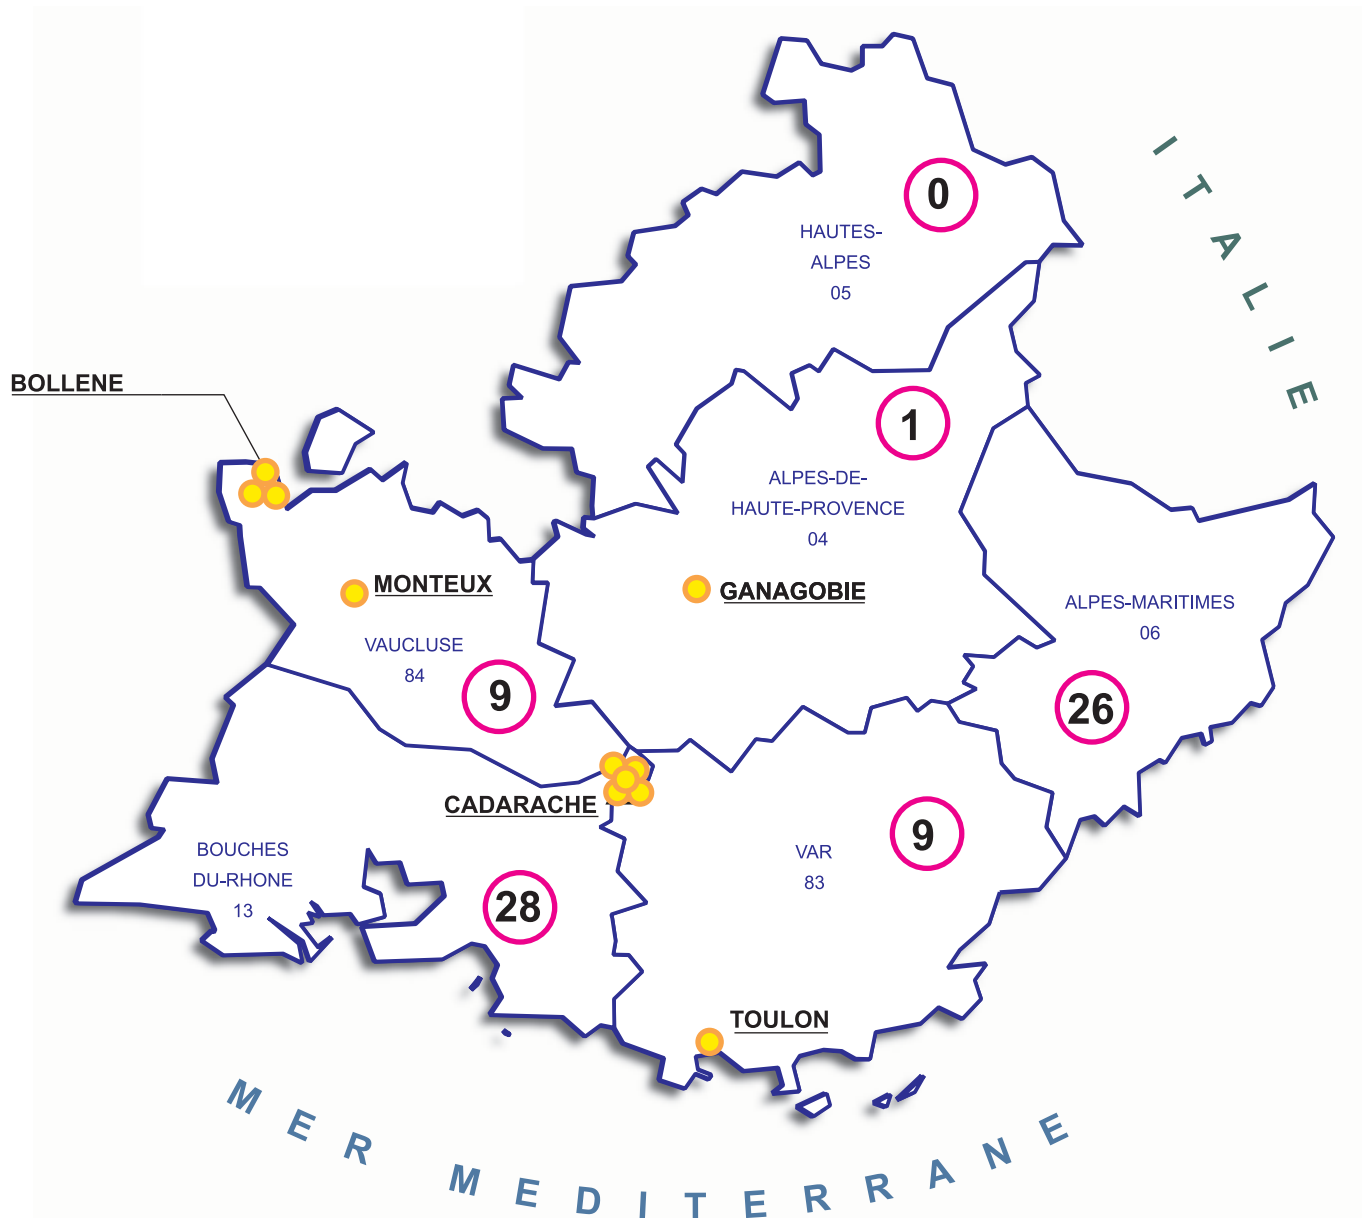 ITALIE
0
HAUTES-
ALPES
05
BOLLENE
1
ALPES-DE-
HAUTE-PROVENCE
04
MONTEUX
GANAGOBIE
ALPES-MARITIMES
06
VAUCLUSE
84
9
26
CADARACHE
BOUCHES
DU-RHONE
13
28
VAR
83
9
TOULON
MER MEDITERRANE